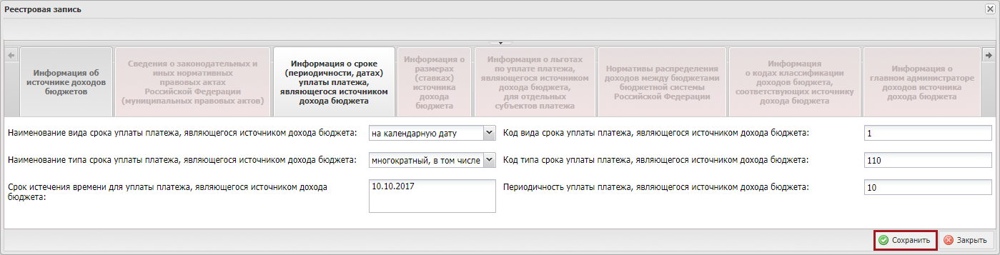 Реестровая запись
Информация об
источнике доходов
бюджетов
Сведения о законодательных и
иных нормативных
правовых актах
Российской Федерации
(муниципальных правовых актов)
Информация о сроке
(периодичности, датах)
уплаты платежа,
являющегося источником
дохода бюджета
Информация о
размерах
(ставках)
источника
дохода
бюджета
Информация о льготах
по уплате платежа,
являющегося источником
дохода бюджета,
для отдельных
субъектов платежа
Нормативы распределения
доходов между бюджетами
бюджетной системы
Российской Федерации
Информация
о кодах классификации
доходов бюджета,
соответствующих источнику
дохода бюджета
Информация о
главном администраторе
доходов источника
дохода бюджета
Наименование вида срока уплаты платежа, являющегося источником дохода бюджета:
на календарную дату
Код вида срока уплаты платежа, являющегося источником дохода бюджета:
1
Наименование типа срока уплаты платежа, являющегося источником дохода бюджета:
многократный, в том числе
Код типа срока уплаты платежа, являющегося источником дохода бюджета:
110
Срок истечения времени для уплаты платежа, являющегося источником дохода
бюджета:
10.10.2017
Периодичность уплаты платежа, являющегося источником дохода бюджета:
10
Сохранить
Закрыть